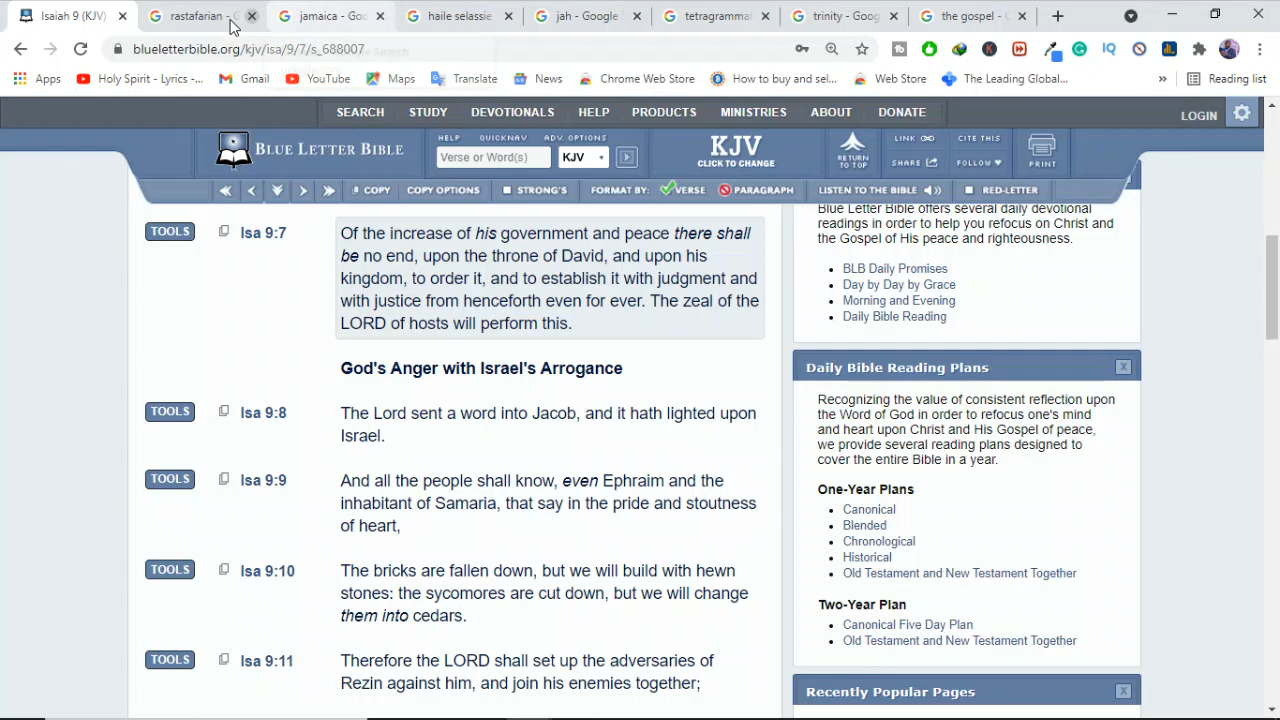 Isaiah 9 (KJV)
rastafarian - G
jamaica - Goo
haile selassie
jah - Google S
tetragrammat
trinity - Goog
the gospel - G
blueletterbible.org/kjv/isa/9/7/s_688007
Apps
Holy Spirit - Lyrics -...
Gmail
YouTube
Maps
Translate
News
Chrome Web Store
How to buy and sel...
Web Store
The Leading Global...
»
Reading list
SEARCH STUDY DEVOTIONALS HELP PRODUCTS MINISTRIES ABOUT DONATE
LOGIN
BLUE LETTER BIBLE
HELP QUICKNAV ADV. OPTIONS
Verse or Word(s)
KJV
KJV
CLICK TO CHANGE
RETURN
TO TOP
LINK
SHARE
CITE THIS
FOLLOW
PRINT
COPY COPY OPTIONS STRONG'S FORMAT BY: VERSE PARAGRAPH LISTEN TO THE BIBLE RED-LETTER
TOOLS Isa 9:7
Of the increase of his government and peace there shall
be no end, upon the throne of David, and upon his
kingdom, to order it, and to establish it with judgment and
with justice from henceforth even for ever. The zeal of the
LORD of hosts will perform this.
God's Anger with Israel's Arrogance
TOOLS Isa 9:8
The Lord sent a word into Jacob, and it hath lighted upon
Israel.
TOOLS Isa 9:9
And all the people shall know, even Ephraim and the
inhabitant of Samaria, that say in the pride and stoutness
of heart,
TOOLS Isa 9:10
The bricks are fallen down, but we will build with hewn
stones: the sycomores are cut down, but we will change
them into cedars.
TOOLS Isa 9:11
Therefore the LORD shall set up the adversaries of
Rezin against him, and join his enemies together;
Blue Letter Bible offers several daily devotional
readings in order to help you refocus on Christ and
the Gospel of His peace and righteousness.
BLB Daily Promises
Day by Day by Grace
Morning and Evening
Daily Bible Reading
Daily Bible Reading Plans
Recognizing the value of consistent reflection upon
the Word of God in order to refocus one's mind
and heart upon Christ and His Gospel of peace,
we provide several reading plans designed to
cover the entire Bible in a year.
One-Year Plans
Canonical
Blended
Chronological
Historical
Old Testament and New Testament Together
Two-Year Plan
Canonical Five Day Plan
Old Testament and New Testament Together
Recently Popular Pages